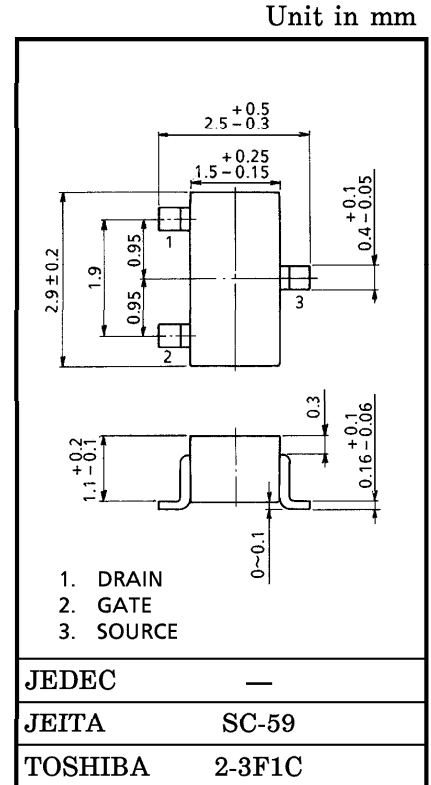 Unit in mm
+0.5
2.5−0.3
+0.25
1.5−0.15
+0.1
0.4−0.05
2.9±0.2
1.9
0.95
0.95
1
2
3
0.3
+0.2
1.1−0.1
+0.1
0.16−0.06
0~0.1
1. DRAIN
2. GATE
3. SOURCE
JEDEC —
JEITA SC-59
TOSHIBA 2-3F1C